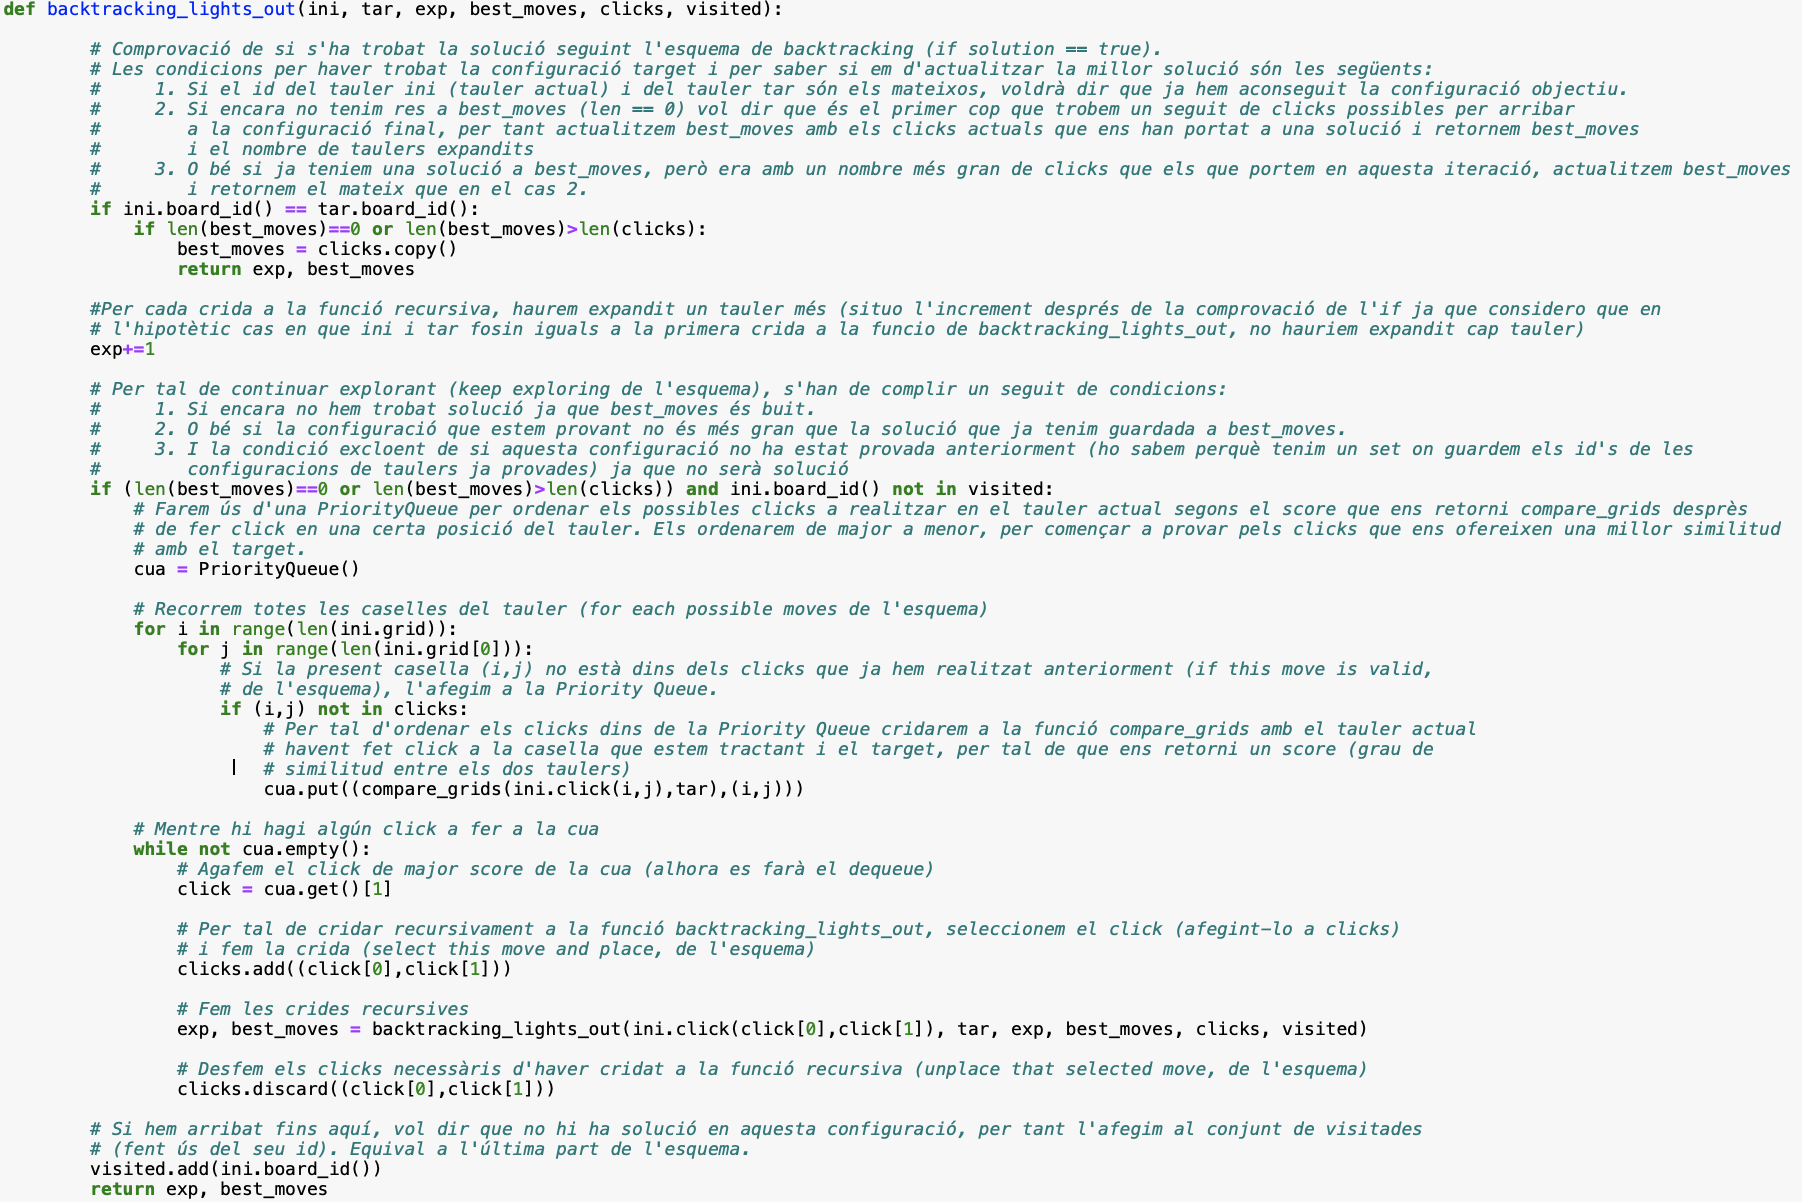 def backtracking_lights_out(ini, tar, exp, best_moves, clicks, visited):
# Comprovació de si s'ha trobat la solució seguint l'esquema de backtracking (if solution == true).
# Les condicions per haver trobat la configuració target i per saber si em d'actualitzar la millor solució són les següents:
#     1. Si el id del tauler ini (tauler actual) i del tauler tar són els mateixos, voldrà dir que ja hem aconseguit la configuració objectiu.
#     2. Si encara no tenim res a best_moves (len == 0) vol dir que és el primer cop que trobem un seguit de clicks possibles per arribar
#        a la configuració final, per tant actualitzem best_moves amb els clicks actuals que ens han portat a una solució i retornem best_moves
#        i el nombre de taulers expandits
#     3. O bé si ja teniem una solució a best_moves, però era amb un nombre més gran de clicks que els que portem en aquesta iteració, actualitzem best_moves
#        i retornem el mateix que en el cas 2.
if ini.board_id() == tar.board_id():
if len(best_moves)==0 or len(best_moves)>len(clicks):
best_moves = clicks.copy()
return exp, best_moves
#Per cada crida a la funció recursiva, haurem expandit un tauler més (situo l'increment després de la comprovació de l'if ja que considero que en
# l'hipotètic cas en que ini i tar fosin iguals a la primera crida a la funcio de backtracking_lights_out, no hauriem expandit cap tauler)
exp+=1
# Per tal de continuar explorant (keep exploring de l'esquema), s'han de complir un seguit de condicions:
#     1. Si encara no hem trobat solució ja que best_moves és buit.
#     2. O bé si la configuració que estem provant no és més gran que la solució que ja tenim guardada a best_moves.
#     3. I la condició excloent de si aquesta configuració no ha estat provada anteriorment (ho sabem perquè tenim un set on guardem els id's de les
#        configuracions de taulers ja provades) ja que no serà solució
if (len(best_moves)==0 or len(best_moves)>len(clicks)) and ini.board_id() not in visited:
# Farem ús d'una PriorityQueue per ordenar els possibles clicks a realitzar en el tauler actual segons el score que ens retorni compare_grids desprès
# de fer click en una certa posició del tauler. Els ordenarem de major a menor, per començar a provar pels clicks que ens ofereixen una millor similitud
# amb el target.
cua = PriorityQueue()
# Recorrem totes les caselles del tauler (for each possible moves de l'esquema)
for i in range(len(ini.grid)):
for j in range(len(ini.grid[0])):
# Si la present casella (i,j) no està dins dels clicks que ja hem realitzat anteriorment (if this move is valid,
# de l'esquema), l'afegim a la Priority Queue.
if (i,j) not in clicks:
# Per tal d'ordenar els clicks dins de la Priority Queue cridarem a la funció compare_grids amb el tauler actual
# havent fet click a la casella que estem tractant i el target, per tal de que ens retorni un score (grau de
# similitud entre els dos taulers)
cua.put((compare_grids(ini.click(i,j),tar),(i,j)))
# Mentre hi hagi algún click a fer a la cua
while not cua.empty():
# Agafem el click de major score de la cua (alhora es farà el dequeue)
click = cua.get()[1]
# Per tal de cridar recursivament a la funció backtracking_lights_out, seleccionem el click (afegint-lo a clicks)
# i fem la crida (select this move and place, de l'esquema)
clicks.add((click[0],click[1]))
# Fem les crides recursives
exp, best_moves = backtracking_lights_out(ini.click(click[0],click[1]), tar, exp, best_moves, clicks, visited)
# Desfem els clicks necessàris d'haver cridat a la funció recursiva (unplace that selected move, de l'esquema)
clicks.discard((click[0],click[1]))
# Si hem arribat fins aquí, vol dir que no hi ha solució en aquesta configuració, per tant l'afegim al conjunt de visitades
# (fent ús del seu id). Equival a l'última part de l'esquema.
visited.add(ini.board_id())
return exp, best_moves